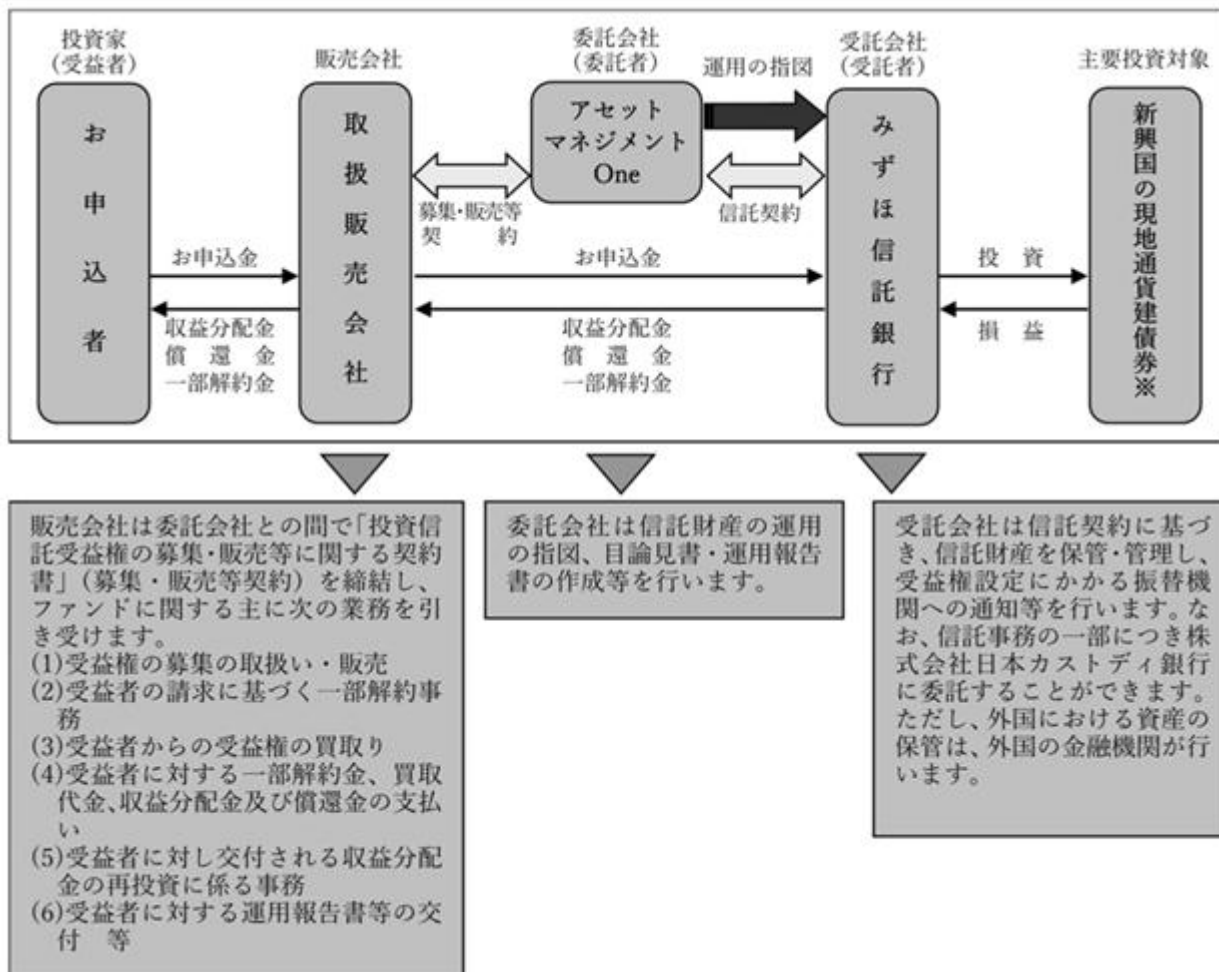 投資家
(受益者)
お申込者
販売会社
取扱販売会社
委託会社
(委託者)
アセット
マネジメント
One
運用の指図
受託会社
(受託者)
みずほ信託銀行
主要投資対象
新興国の現地通貨建債券※
募集・販売等
契約
信託契約
お申込金
収益分配金
償還金
一部解約金
お申込金
収益分配金
償還金
一部解約金
投資
損益
販売会社は委託会社との間で「投資信
託受益権の募集・販売等に関する契約
書」(募集・販売等契約)を締結し、
ファンドに関する主に次の業務を引
き受けます。
(1)受益権の募集の取扱い・販売
(2)受益者の請求に基づく一部解約事
務
(3)受益者からの受益権の買取り
(4)受益者に対する一部解約金、買取
代金、収益分配金及び償還金の支払
い
(5)受益者に対し交付される収益分配
金の再投資に係る事務
(6)受益者に対する運用報告書等の交
付 等
委託会社は信託財産の運用
の指図、目論見書・運用報告
書の作成等を行います。
受託会社は信託契約に基づ
き、信託財産を保管・管理し、
受益権設定にかかる振替機
関への通知等を行います。な
お、信託事務の一部につき株
式会社日本カストディ銀行
に委託することができます。
ただし、外国における資産の
保管は、外国の金融機関が行
います。